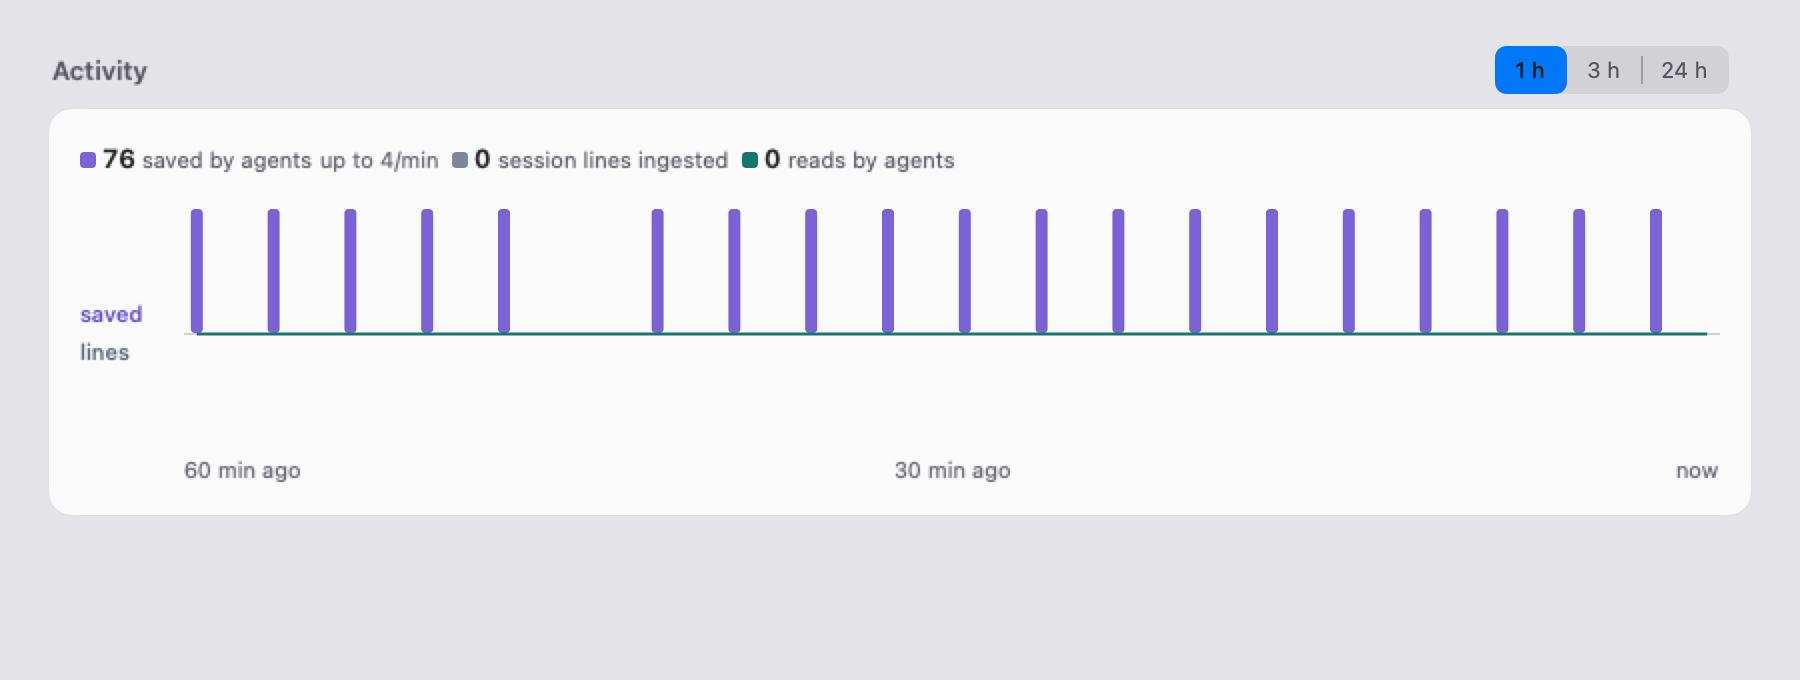 Activity
1 h 3 h 24 h
76 saved by agents up to 4/min 0 session lines ingested 0 reads by agents
saved
lines
60 min ago 30 min ago now